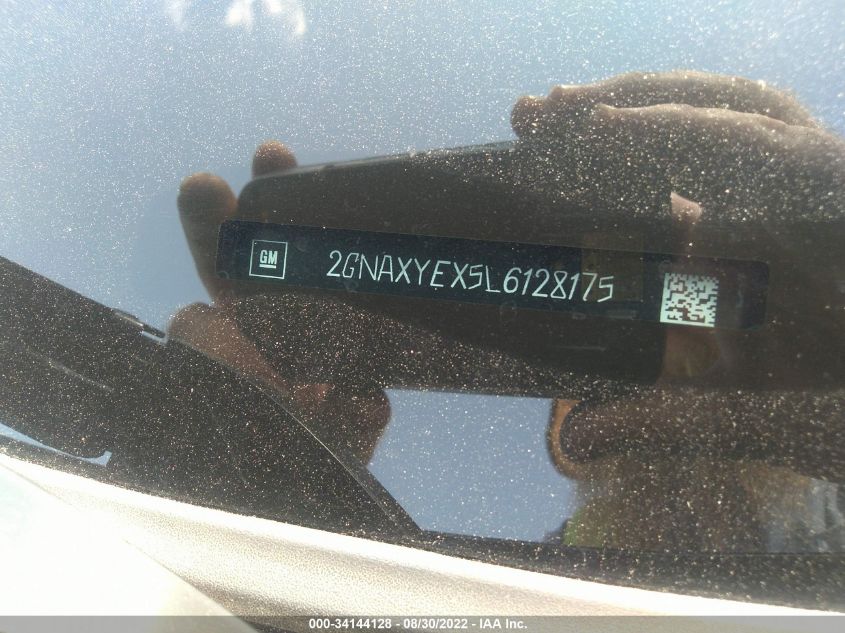 GM 2GNAXYEX5L6128175
000-34144128 - 08/30/2022 - IAA Inc.